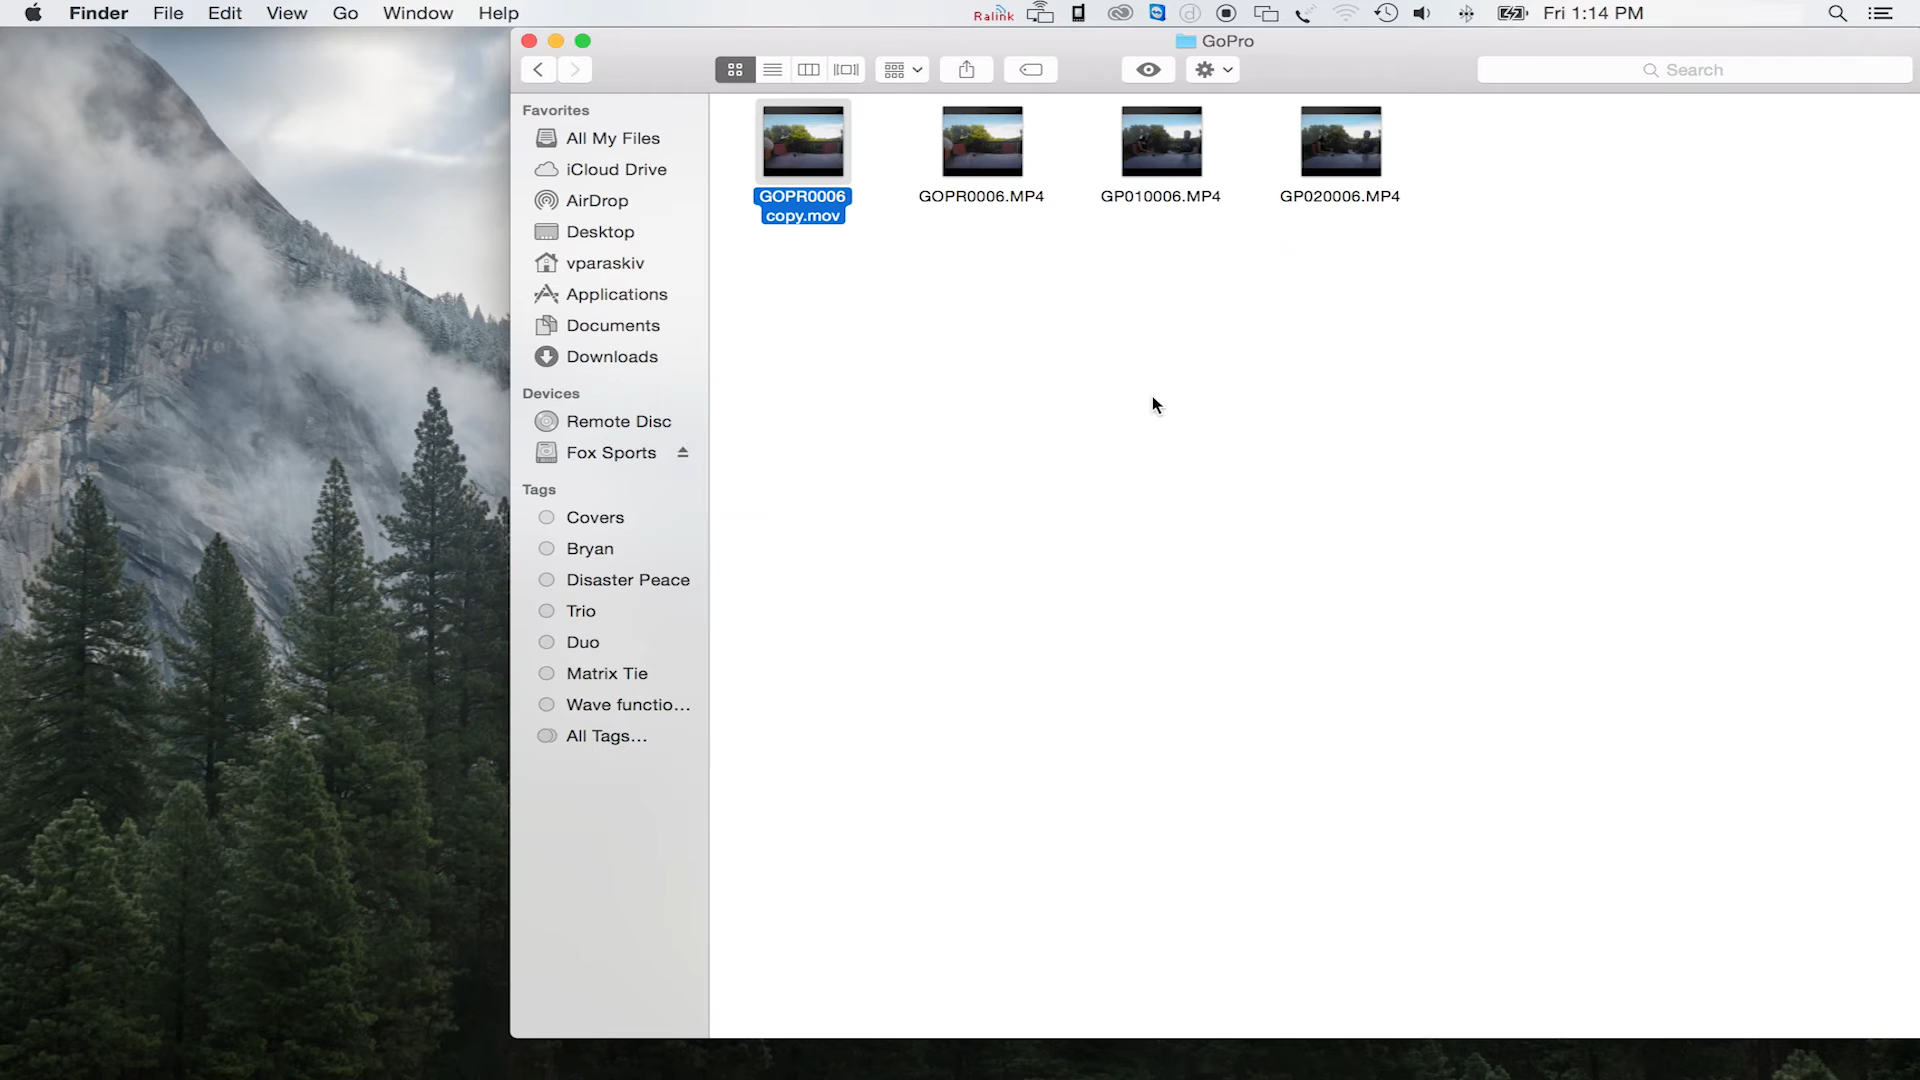 Finder File Edit View Go Window Help Ralink Fri 1:14 PM
GoPro
Search
Favorites
All My Files
iCloud Drive
AirDrop
Desktop
vparaskiv
Applications
Documents
Downloads
Devices
Remote Disc
Fox Sports
Tags
Covers
Bryan
Disaster Peace
Trio
Duo
Matrix Tie
Wave functio...
All Tags...
GOPR0006
copy.mov
GOPR0006.MP4
GP010006.MP4
GP020006.MP4